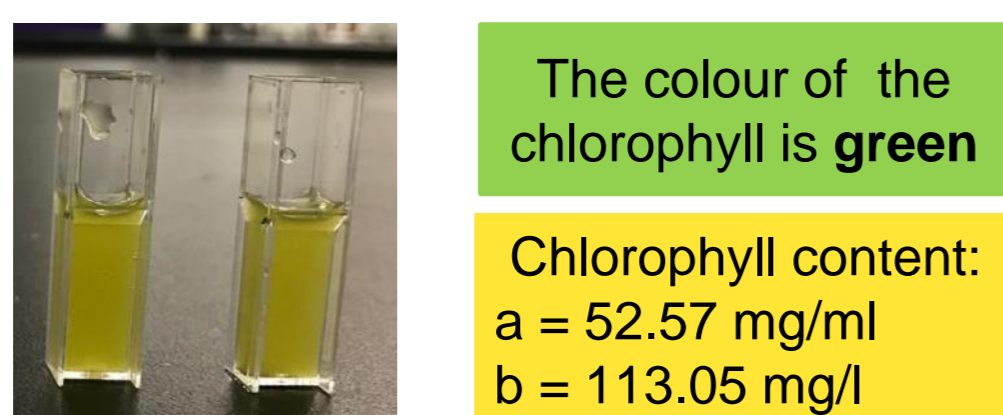 The colour of the
chlorophyll is green
Chlorophyll content:
a = 52.57 mg/ml
b = 113.05 mg/l